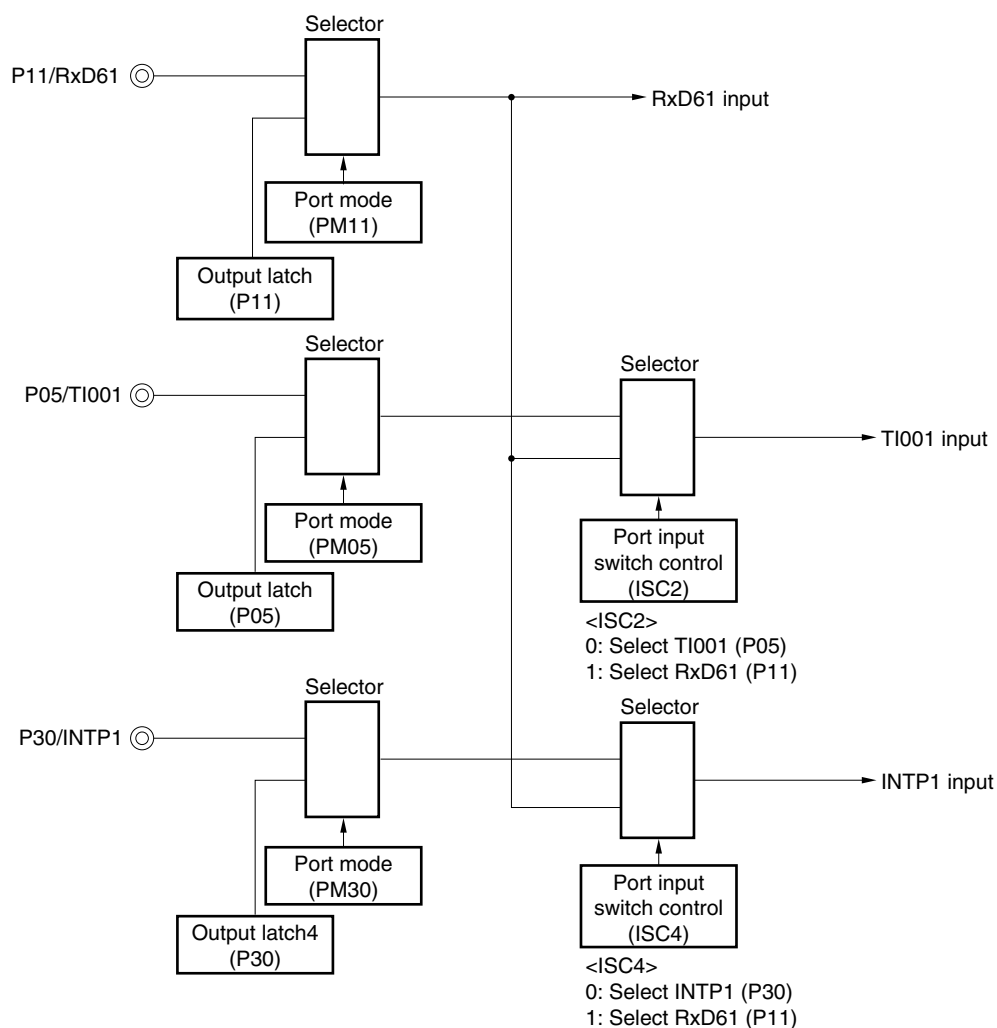 Selector
P11/RxD61
RxD61 input
Port mode
(PM11)
Output latch
(P11)
Selector
P05/TI001
Selector
TI001 input
Port mode
(PM05)
Output latch
(P05)
Port input
switch control
(ISC2)
<ISC2>
0: Select TI001 (P05)
1: Select RxD61 (P11)
Selector
P30/INTP1
Selector
INTP1 input
Port mode
(PM30)
Output latch4
(P30)
Port input
switch control
(ISC4)
<ISC4>
0: Select INTP1 (P30)
1: Select RxD61 (P11)